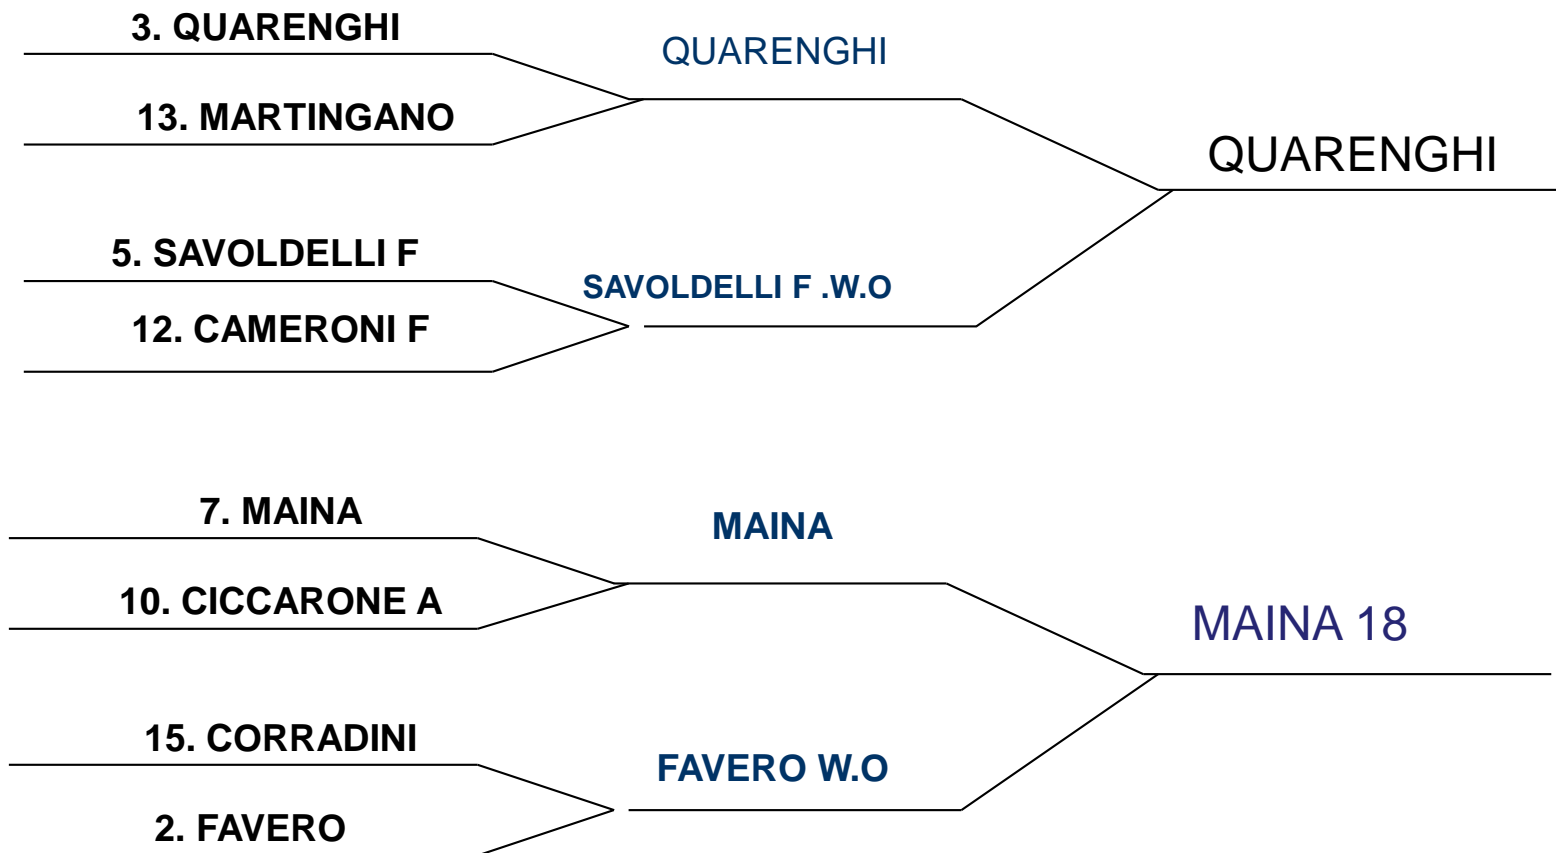 3. QUARENGHI
QUARENGHI
13. MARTINGANO
QUARENGHI
5. SAVOLDELLI F
SAVOLDELLI F .W.O
12. CAMERONI F
7. MAINA
MAINA
10. CICCARONE A
MAINA 18
15. CORRADINI
FAVERO W.O
2. FAVERO